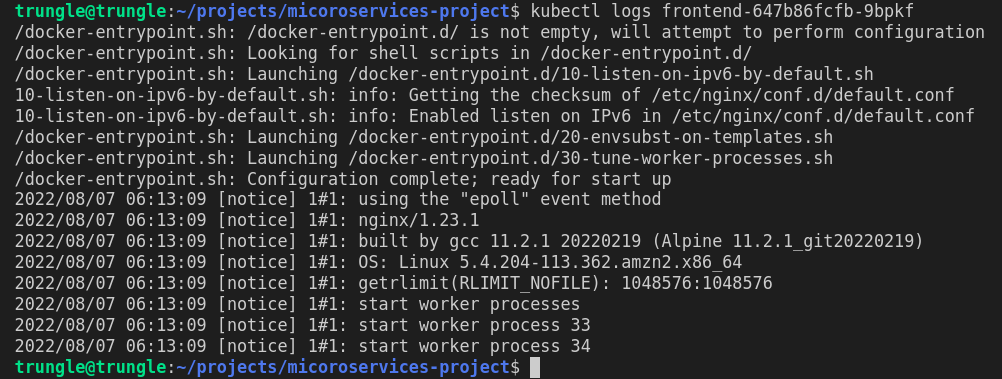 trungle@trungle:~/projects/micoroservices-project$ kubectl logs frontend-647b86fcfb-9bpkf
/docker-entrypoint.sh: /docker-entrypoint.d/ is not empty, will attempt to perform configuration
/docker-entrypoint.sh: Looking for shell scripts in /docker-entrypoint.d/
/docker-entrypoint.sh: Launching /docker-entrypoint.d/10-listen-on-ipv6-by-default.sh
10-listen-on-ipv6-by-default.sh: info: Getting the checksum of /etc/nginx/conf.d/default.conf
10-listen-on-ipv6-by-default.sh: info: Enabled listen on IPv6 in /etc/nginx/conf.d/default.conf
/docker-entrypoint.sh: Launching /docker-entrypoint.d/20-envsubst-on-templates.sh
/docker-entrypoint.sh: Launching /docker-entrypoint.d/30-tune-worker-processes.sh
/docker-entrypoint.sh: Configuration complete; ready for start up
2022/08/07 06:13:09 [notice] 1#1: using the "epoll" event method
2022/08/07 06:13:09 [notice] 1#1: nginx/1.23.1
2022/08/07 06:13:09 [notice] 1#1: built by gcc 11.2.1 20220219 (Alpine 11.2.1_git20220219)
2022/08/07 06:13:09 [notice] 1#1: OS: Linux 5.4.204-113.362.amzn2.x86_64
2022/08/07 06:13:09 [notice] 1#1: getrlimit(RLIMIT_NOFILE): 1048576:1048576
2022/08/07 06:13:09 [notice] 1#1: start worker processes
2022/08/07 06:13:09 [notice] 1#1: start worker process 33
2022/08/07 06:13:09 [notice] 1#1: start worker process 34
trungle@trungle:~/projects/micoroservices-project$